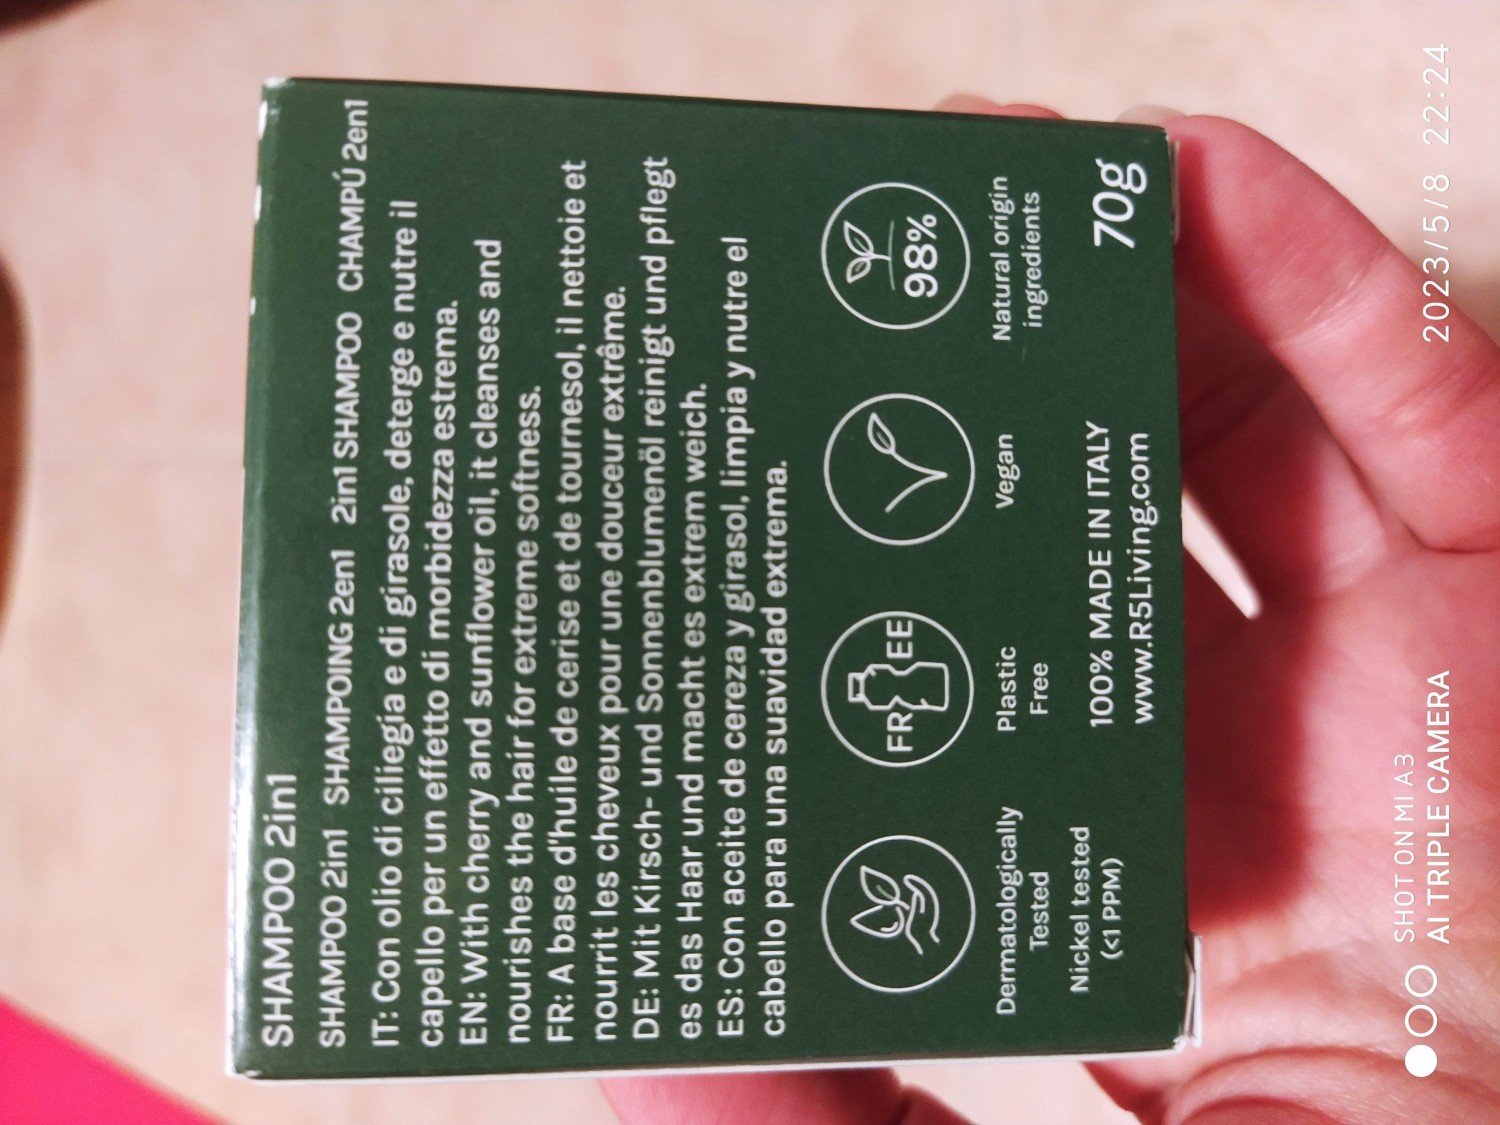 SHAMPOO 2in1
SHAMPOO 2in1 SHAMPOING 2en1 2in1 SHAMPOO CHAMPÚ 2en1
IT: Con olio di ciliegia e di girasole, deterge e nutre il
capello per un effetto di morbidezza estrema.
EN: With cherry and sunflower oil, it cleanses and
nourishes the hair for extreme softness.
FR: A base d'huile de cerise et de tournesol, il nettoie et
nourrit les cheveux pour une douceur extrême.
DE: Mit Kirsch- und Sonnenblumenöl reinigt und pflegt
es das Haar und macht es extrem weich.
ES: Con aceite de cereza y girasol, limpia y nutre el
cabello para una suavidad extrema.
FREE
98%
Dermatologically
Tested
Plastic
Free
Vegan
Natural origin
ingredients
Nickel tested
(<1 PPM)
100% MADE IN ITALY
www.R5Living.com
70g
SHOT ON MI A3
AI TRIPLE CAMERA
2023/5/8 22:24